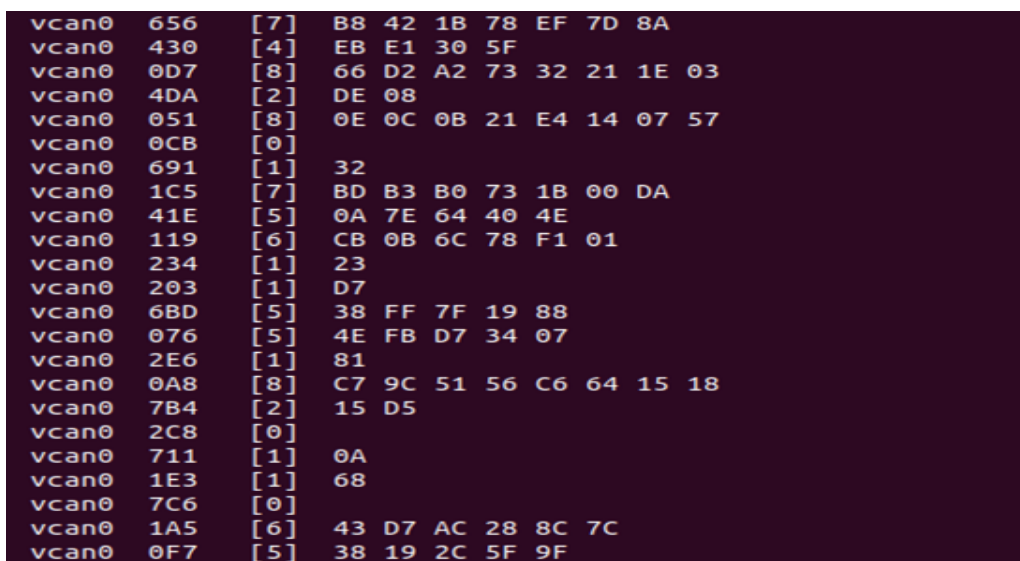 vcan0 656 [7] B8 42 1B 78 EF 7D 8A
vcan0 430 [4] EB E1 30 5F
vcan0 0D7 [8] 66 D2 A2 73 32 21 1E 03
vcan0 4DA [2] DE 08
vcan0 051 [8] 0E 0C 0B 21 E4 14 07 57
vcan0 0CB [0]
vcan0 691 [1] 32
vcan0 1C5 [7] BD B3 B0 73 1B 00 DA
vcan0 41E [5] 0A 7E 64 40 4E
vcan0 119 [6] CB 0B 6C 78 F1 01
vcan0 234 [1] 23
vcan0 203 [1] D7
vcan0 6BD [5] 38 FF 7F 19 88
vcan0 076 [5] 4E FB D7 34 07
vcan0 2E6 [1] 81
vcan0 0A8 [8] C7 9C 51 56 C6 64 15 18
vcan0 7B4 [2] 15 D5
vcan0 2C8 [0]
vcan0 711 [1] 0A
vcan0 1E3 [1] 68
vcan0 7C6 [0]
vcan0 1A5 [6] 43 D7 AC 28 8C 7C
vcan0 0F7 [5] 38 19 2C 5F 9F